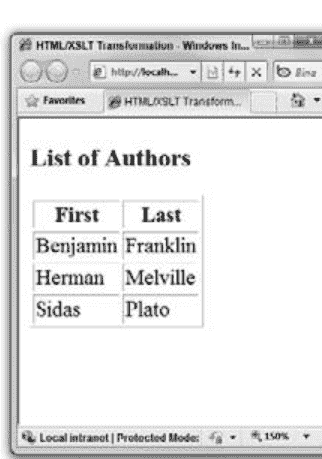 HTML/XSLT Transformation - Windows In...
http://localh...
Bing
Favorites HTML/XSLT Transform...
List of Authors
First Last
Benjamin Franklin
Herman Melville
Sidas Plato
Local intranet | Protected Mode: 150%